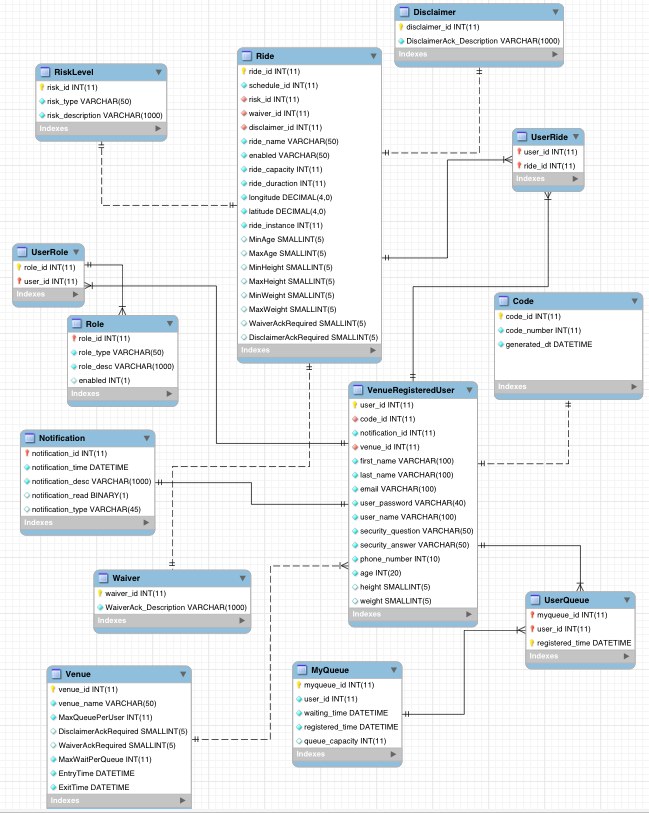 Disclaimer
disclaimer_id INT(11)
DisclaimerAck_Description VARCHAR(1000)
Indexes
RiskLevel
risk_id INT(11)
risk_type VARCHAR(50)
risk_description VARCHAR(1000)
Indexes
Ride
ride_id INT(11)
schedule_id INT(11)
risk_id INT(11)
waiver_id INT(11)
disclaimer_id INT(11)
ride_name VARCHAR(50)
enabled VARCHAR(50)
ride_capacity INT(11)
ride_duration INT(11)
longitude DECIMAL(4,0)
latitude DECIMAL(4,0)
ride_instance INT(11)
MinAge SMALLINT(5)
MaxAge SMALLINT(5)
MinHeight SMALLINT(5)
MaxHeight SMALLINT(5)
MinWeight SMALLINT(5)
MaxWeight SMALLINT(5)
WaiverAckRequired SMALLINT(5)
DisclaimerAckRequired SMALLINT(5)
Indexes
UserRide
user_id INT(11)
ride_id INT(11)
Indexes
UserRole
role_id INT(11)
user_id INT(11)
Indexes
Role
role_id INT(11)
role_type VARCHAR(50)
role_desc VARCHAR(1000)
enabled INT(1)
Indexes
Code
code_id INT(11)
code_number INT(11)
generated_dt DATETIME
Indexes
VenueRegisteredUser
user_id INT(11)
code_id INT(11)
notification_id INT(11)
venue_id INT(11)
first_name VARCHAR(100)
last_name VARCHAR(100)
email VARCHAR(100)
user_password VARCHAR(40)
user_name VARCHAR(100)
security_question VARCHAR(50)
security_answer VARCHAR(50)
phone_number INT(10)
age INT(20)
height SMALLINT(5)
weight SMALLINT(5)
Indexes
Notification
notification_id INT(11)
notification_time DATETIME
notification_desc VARCHAR(1000)
notification_read BINARY(1)
notification_type VARCHAR(45)
Indexes
Waiver
waiver_id INT(11)
WaiverAck_Description VARCHAR(1000)
Indexes
UserQueue
myqueue_id INT(11)
user_id INT(11)
registered_time DATETIME
Indexes
Venue
venue_id INT(11)
venue_name VARCHAR(50)
MaxQueuePerUser INT(11)
DisclaimerAckRequired SMALLINT(5)
WaiverAckRequired SMALLINT(5)
MaxWaitPerQueue INT(11)
EntryTime DATETIME
ExitTime DATETIME
Indexes
MyQueue
myqueue_id INT(11)
user_id INT(11)
waiting_time DATETIME
registered_time DATETIME
queue_capacity INT(11)
Indexes